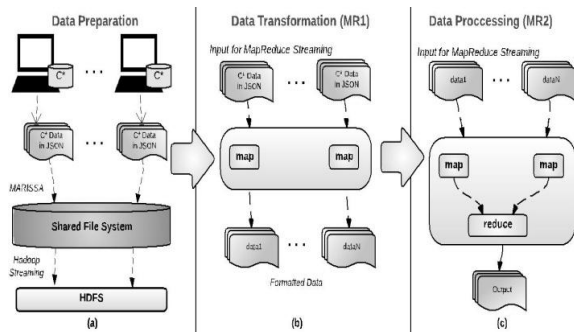 Data Preparation
C*
C*
C* Data
in JSON
C* Data
in JSON
MARISSA
Shared File System
Hadoop
Streaming
HDFS
(a)
Data Transformation (MR1)
Input for MapReduce Streaming
C* Data
in JSON
C* Data
in JSON
map
map
data1
dataN
Formatted Data
(b)
Data Proccessing (MR2)
Input for MapReduce Streaming
data1
dataN
map
map
reduce
Output
(c)